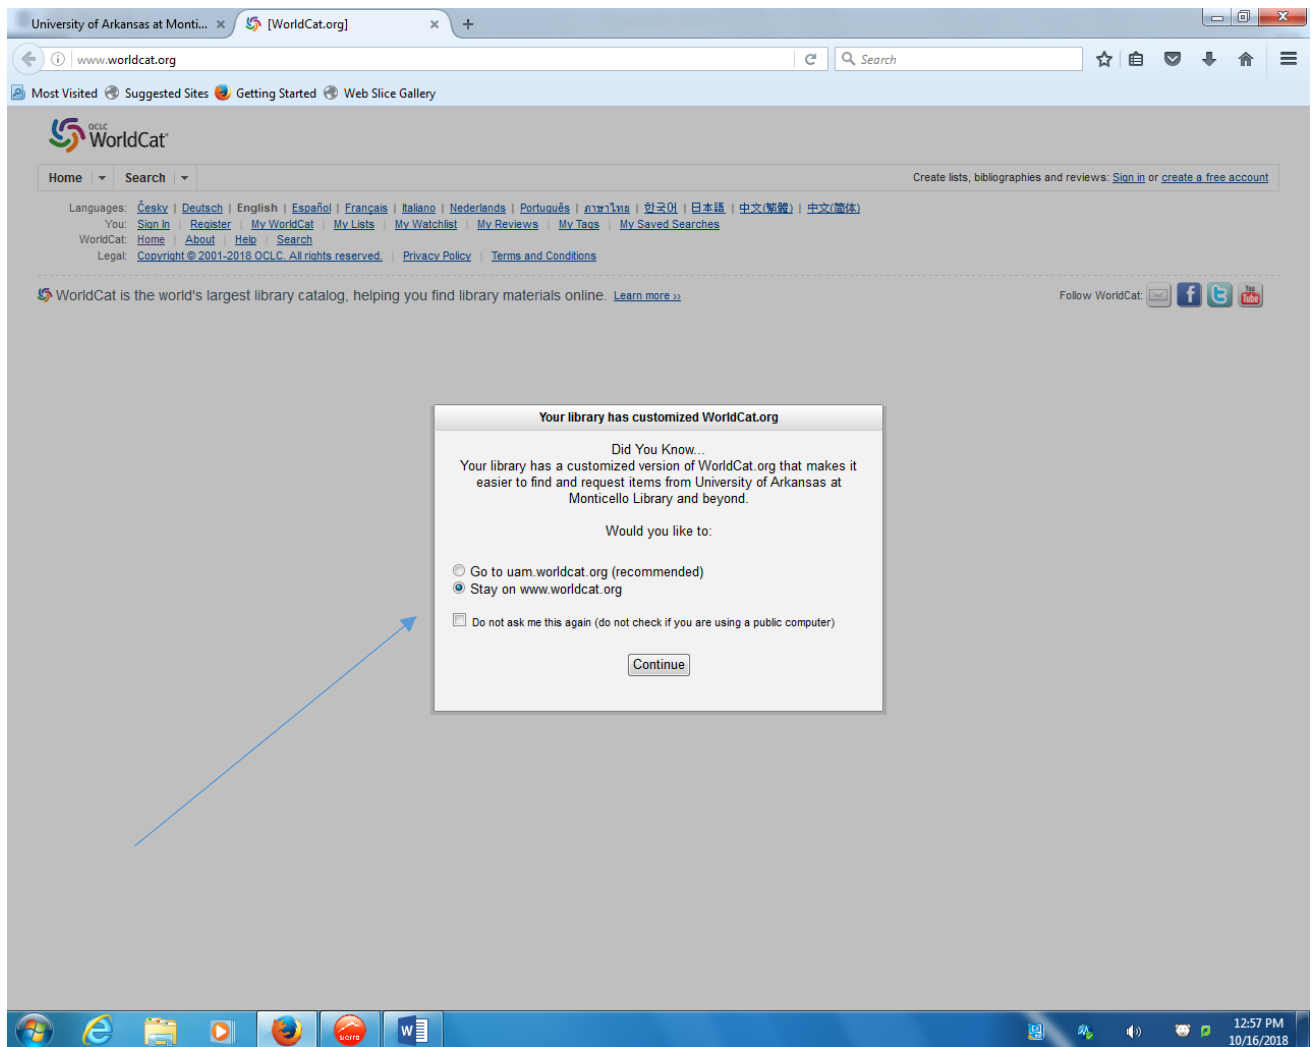 University of Arkansas at Monti...
[WorldCat.org]
www.worldcat.org
Search
Most Visited Suggested Sites Getting Started Web Slice Gallery
OCLC
WorldCat®
Home Search Create lists, bibliographies and reviews: Sign in or create a free account
Languages: Česky | Deutsch | English | Español | Français | Italiano | Nederlands | Português | ภาษาไทย | 한국어 | 日本語 | 中文(繁體) | 中文(简体)
You: Sign In | Register | My WorldCat | My Lists | My Watchlist | My Reviews | My Tags | My Saved Searches
WorldCat: Home | About | Help | Search
Legal: Copyright © 2001-2018 OCLC. All rights reserved. | Privacy Policy | Terms and Conditions
WorldCat is the world's largest library catalog, helping you find library materials online. Learn more ››
Follow WorldCat:
You Tube
Your library has customized WorldCat.org
Did You Know...
Your library has a customized version of WorldCat.org that makes it
easier to find and request items from University of Arkansas at
Monticello Library and beyond.
Would you like to:
Go to uam.worldcat.org (recommended)
Stay on www.worldcat.org
Do not ask me this again (do not check if you are using a public computer)
Continue
sierra
W
12:57 PM
10/16/2018